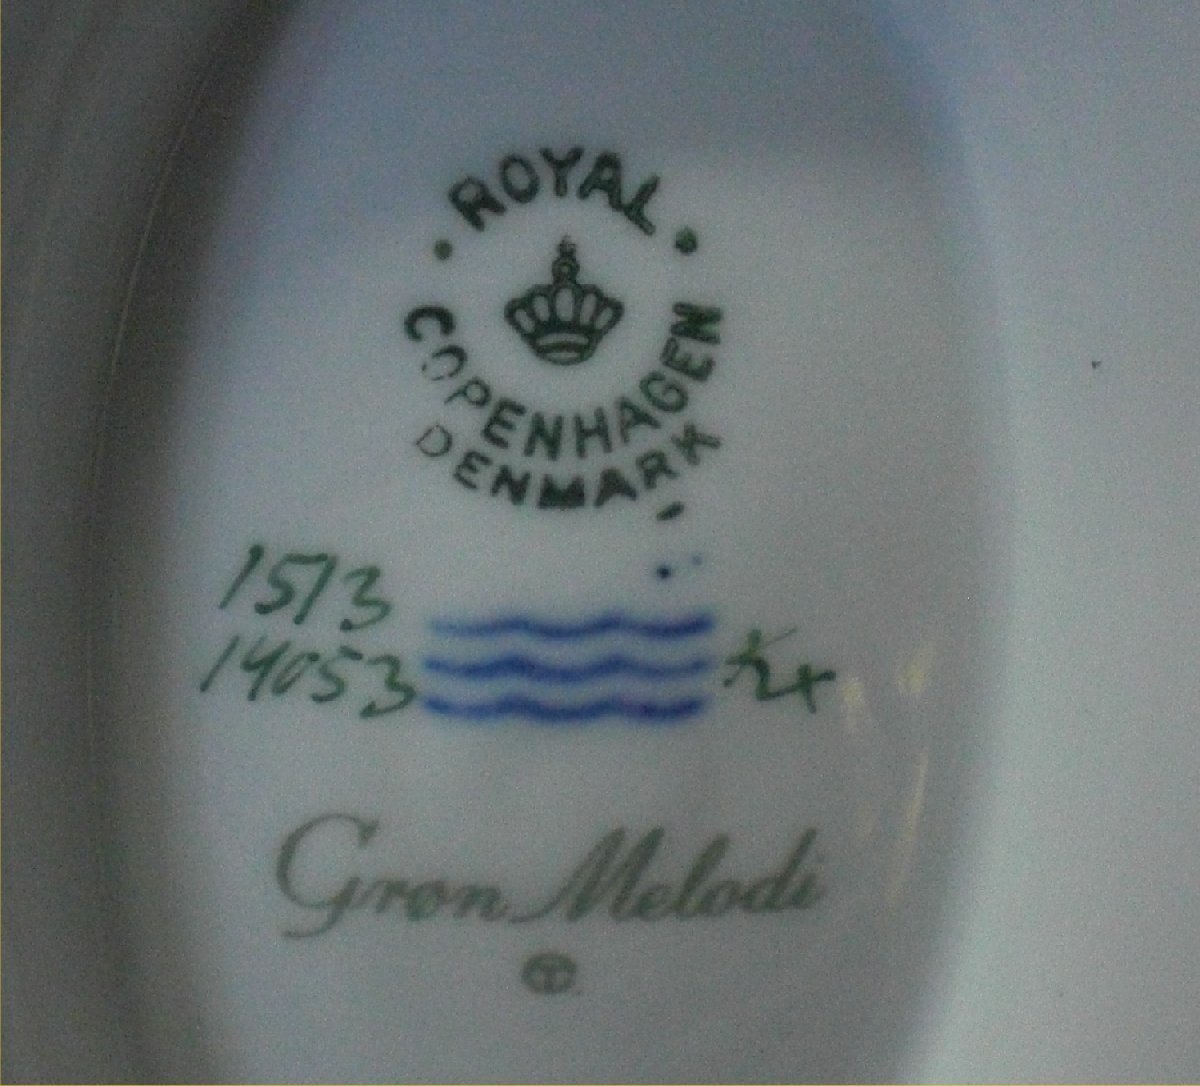 ROYAL
COPENHAGEN
DENMARK
1513
14053
Grøn Melodi